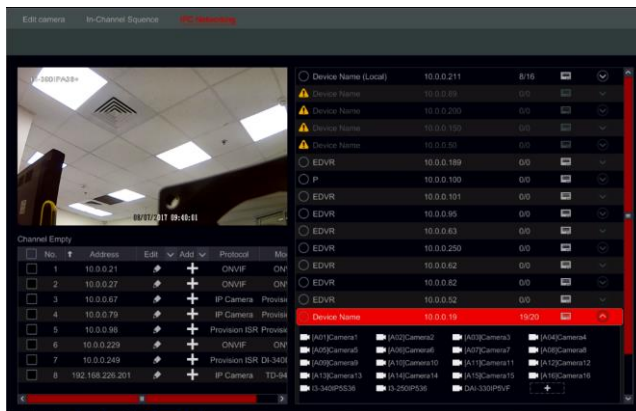 Edit camera In-Channel Squence IPC Networking
08/07/2017 09:40:01
Channel Empty
No. Address Edit Add Protocol
1 10.0.0.21 ONVIF
2 10.0.0.27 ONVIF
3 10.0.0.67 IP Camera
4 10.0.0.79 IP Camera
5 10.0.0.98 Provision ISR
6 10.0.0.229 ONVIF
7 10.0.0.249 Provision ISR
8 192.168.226.201 IP Camera TD-94
Device Name (Local) 10.0.0.211 8/16
Device Name 10.0.0.89 0/0
Device Name 10.0.0.200 0/0
Device Name 10.0.0.150 0/0
Device Name 10.0.0.50 0/0
EDVR 10.0.0.189 0/0
P 10.0.0.100 0/0
EDVR 10.0.0.101 0/0
EDVR 10.0.0.95 0/0
EDVR 10.0.0.63 0/0
EDVR 10.0.0.250 0/0
EDVR 10.0.0.62 0/0
EDVR 10.0.0.82 0/0
EDVR 10.0.0.52 0/0
Device Name 10.0.0.19 19/20
[A01]Camera1 [A02]Camera2 [A03]Camera3 [A04]Camera4
[A05]Camera5 [A06]Camera6 [A07]Camera7 [A08]Camera8
[A09]Camera9 [A10]Camera10 [A11]Camera11 [A12]Camera12
[A13]Camera13 [A14]Camera14 [A15]Camera15 [A16]Camera16
I3-340IP5S36 I3-250IP536 DAI-330IP5VF